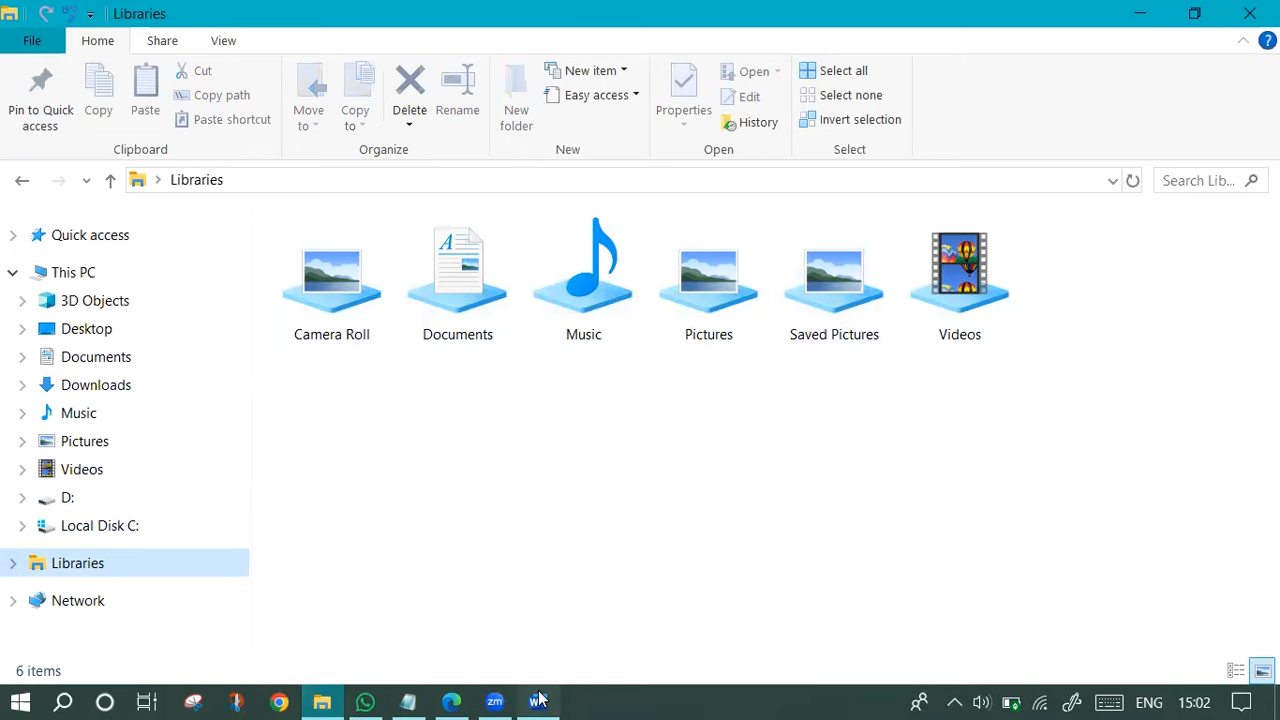 Libraries
File Home Share View
Pin to Quick access
Copy
Paste
Cut
Copy path
Paste shortcut
Clipboard
Move to
Copy to
Delete
Rename
Organize
New folder
New item
Easy access
New
Properties
Open
Edit
History
Open
Select all
Select none
Invert selection
Select
Libraries
Search Lib...
Quick access
This PC
3D Objects
Desktop
Documents
Downloads
Music
Pictures
Videos
D:
Local Disk C:
Libraries
Network
Camera Roll
Documents
Music
Pictures
Saved Pictures
Videos
6 items
zm
W
ENG
15:02